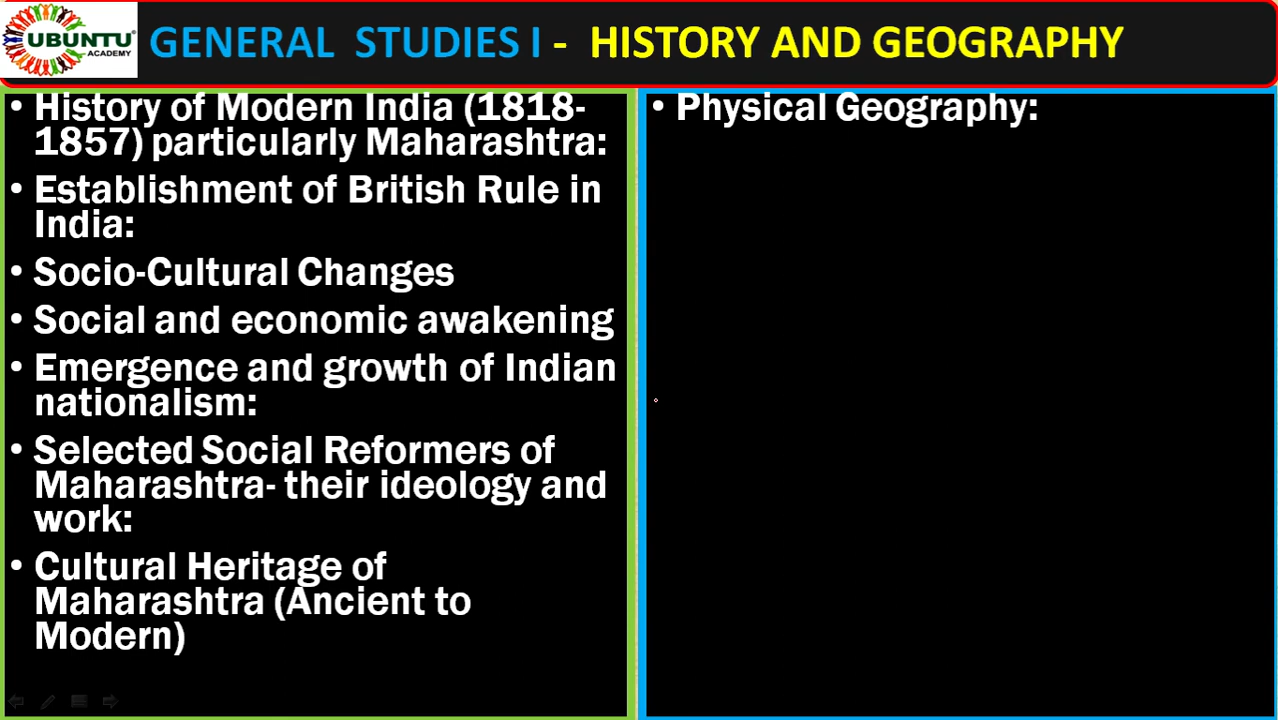 UBUNTU
ACADEMY
GENERAL STUDIES I - HISTORY AND GEOGRAPHY
• History of Modern India (1818-
1857) particularly Maharashtra:
• Establishment of British Rule in
India:
• Socio-Cultural Changes
• Social and economic awakening
• Emergence and growth of Indian
nationalism:
• Selected Social Reformers of
Maharashtra- their ideology and
work:
• Cultural Heritage of
Maharashtra (Ancient to
Modern)
• Physical Geography: